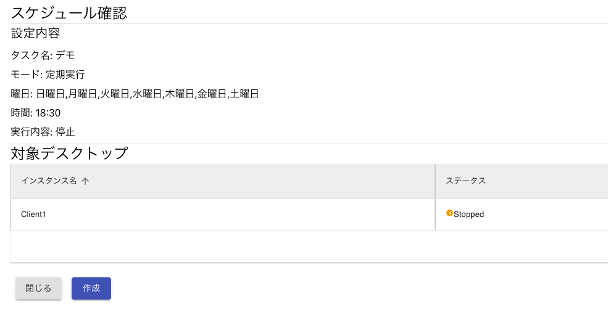 スケジュール確認
設定内容
タスク名: デモ
モード: 定期実行
曜日: 日曜日,月曜日,火曜日,水曜日,木曜日,金曜日,土曜日
時間: 18:30
実行内容: 停止
対象デスクトップ
インスタンス名 ↑ ステータス
Client1 Stopped
閉じる 作成